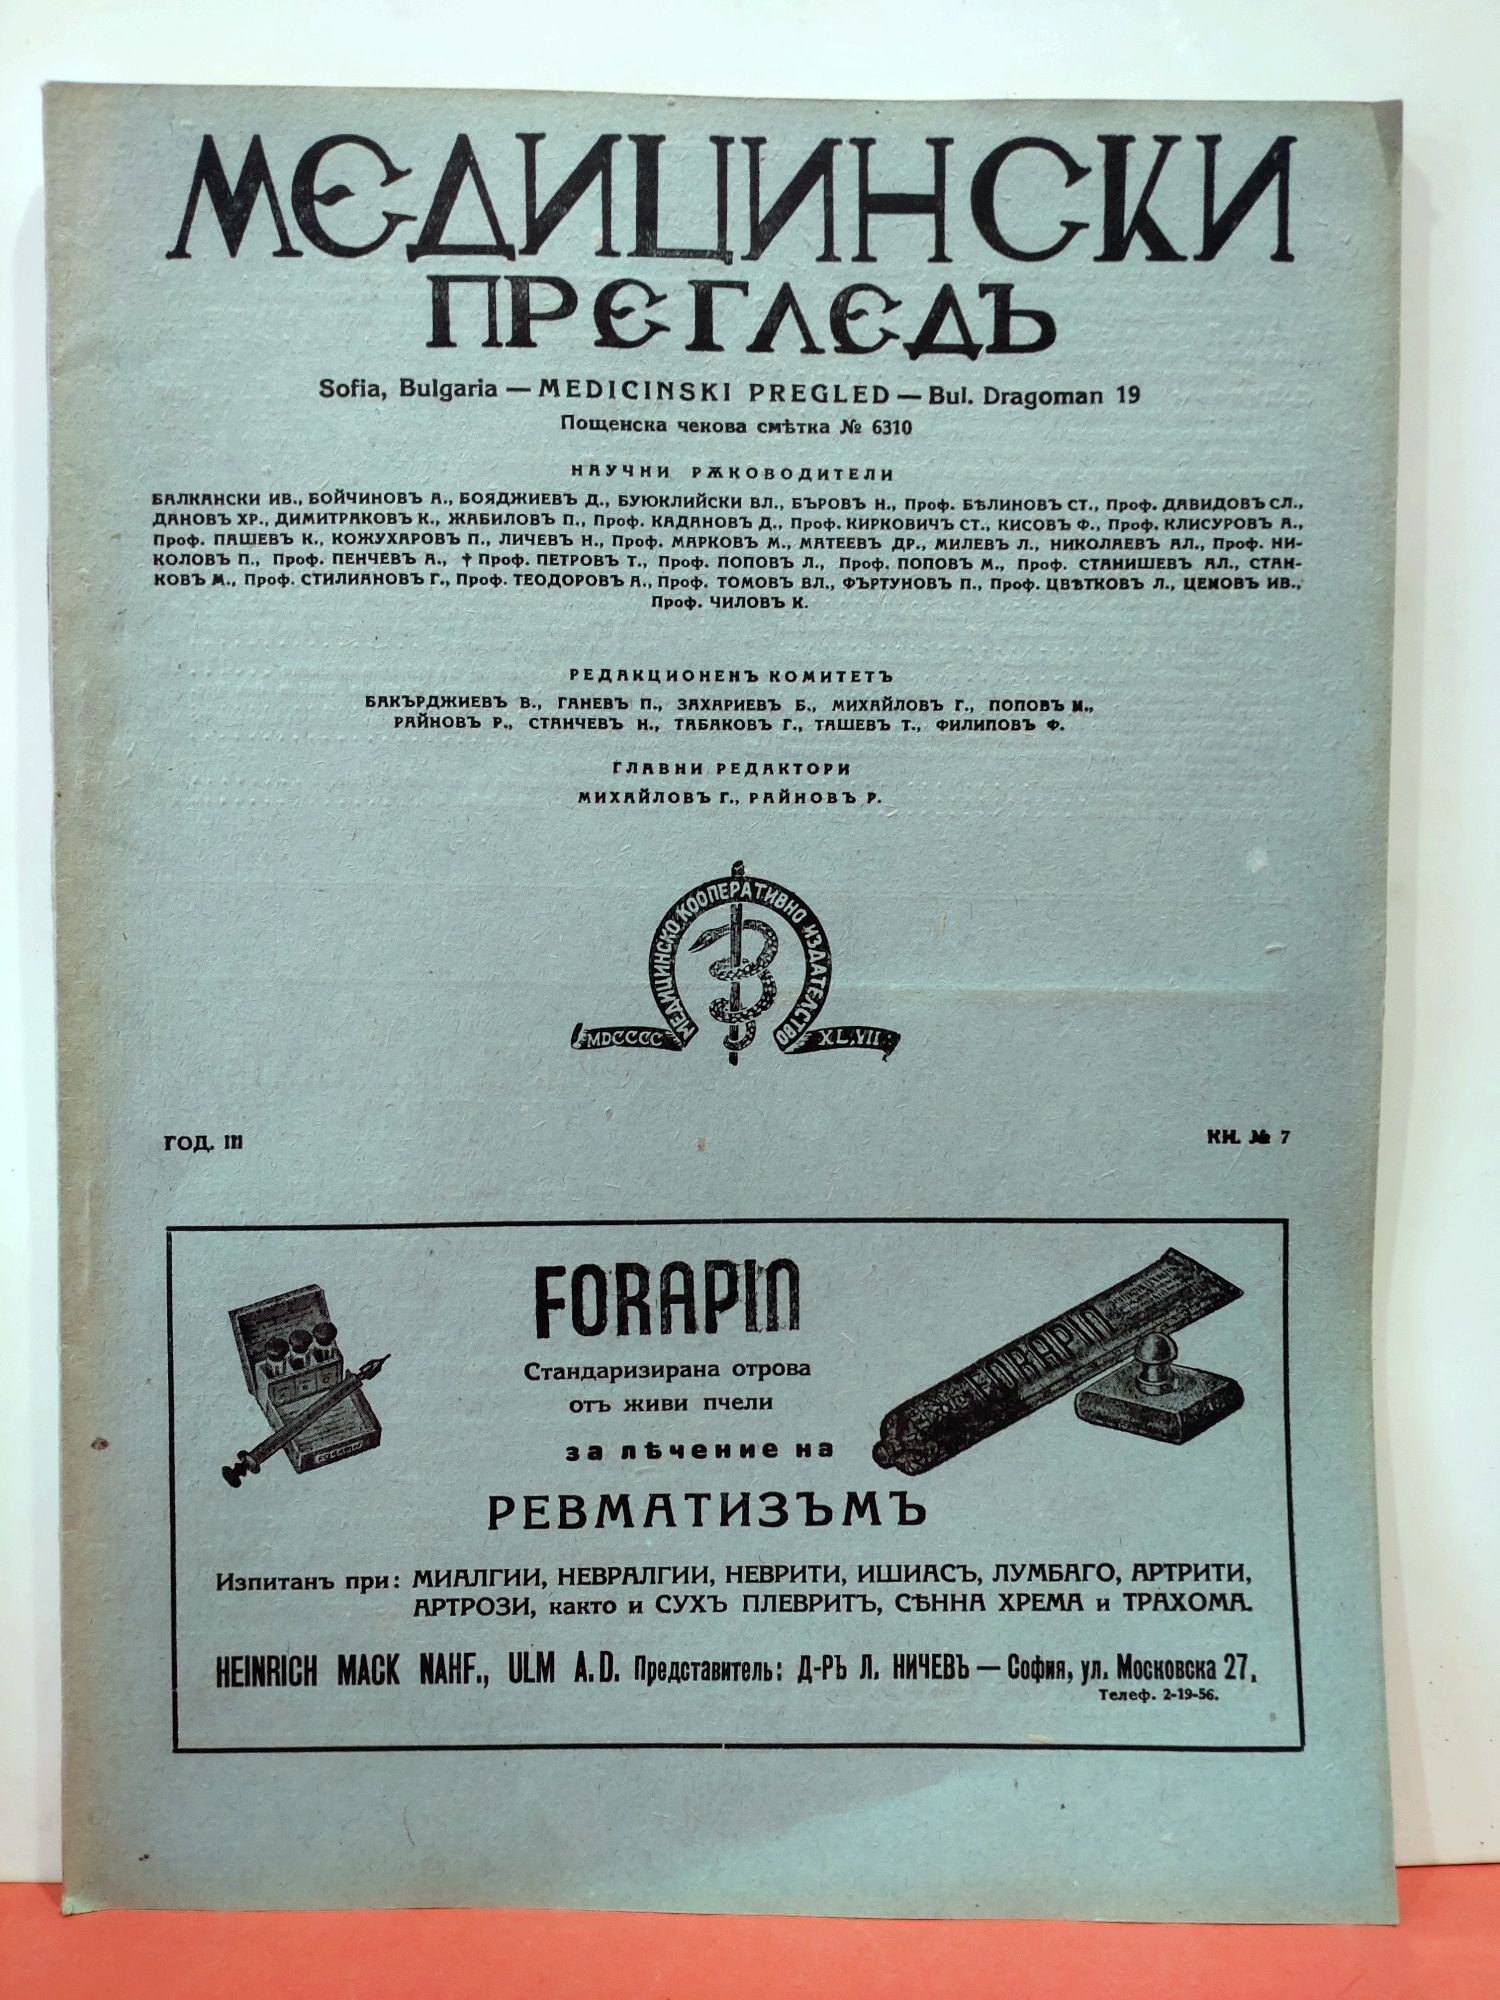 МЕДИЦИНСКИ
ПРЕГЛЕДЪ
Sofia, Bulgaria — MEDICINSKI PREGLED — Bul. Dragoman 19
Пощенска чекова смѣтка № 6310
НАУЧНИ РѪКОВОДИТЕЛИ
БАЛКАНСКИ ИВ., БОЙЧИНОВЪ А., БОЯДЖИЕВЪ Д., БУЮКЛИЙСКИ ВЛ., БЪРОВЪ Н., Проф. БѢЛИНОВЪ СТ., Проф. ДАВИДОВЪ СЛ.,
ДАНОВЪ ХР., ДИМИТРАКОВЪ К., ЖАБИЛОВЪ П., Проф. КАДАНОВЪ Д., Проф. КИРКОВИЧЪ СТ., КИСОВЪ Ф., Проф. КЛИСУРОВЪ А.,
Проф. ПАШЕВЪ К., КОЖУХАРОВЪ П., ЛИЧЕВЪ Н., Проф. МАРКОВЪ М., МАТЕЕВЪ ДР., МИЛЕВЪ Л., НИКОЛАЕВЪ АЛ., Проф. НИ-
КОЛОВЪ П., Проф. ПЕНЧЕВЪ А., † Проф. ПЕТРОВЪ Т., Проф. ПОПОВЪ Л., Проф. ПОПОВЪ М., Проф. СТАНИШЕВЪ АЛ., СТАН-
КОВЪ М., Проф. СТИЛИАНОВЪ Г., Проф. ТЕОДОРОВЪ А., Проф. ТОМОВЪ ВЛ., ФЪРТУНОВЪ П., Проф. ЦВѢТКОВЪ Л., ЦЕНОВЪ ИВ.,
Проф. ЧИЛОВЪ К.
РЕДАКЦИОНЕНЪ КОМИТЕТЪ
БАКЪРДЖИЕВЪ В., ГАНЕВЪ П., ЗАХАРИЕВЪ Б., МИХАЙЛОВЪ Г., ПОПОВЪ И.,
РАЙНОВЪ Р., СТАНЧЕВЪ Н., ТАБАКОВЪ Г., ТАШЕВЪ Т., ФИЛИПОВЪ Ф.
ГЛАВНИ РЕДАКТОРИ
МИХАЙЛОВЪ Г., РАЙНОВЪ Р.
МЕДИЦИНСКО КООПЕРАТИВНО ИЗДАТЕЛСТВО
MDCCCC XL.VII.
ГОД. III
КН. № 7
FORAPIN
Стандаризирана отрова
отъ живи пчели
за лѣчение на
РЕВМАТИЗЪМЪ
FORAPIN
FORAPIN
Изпитанъ при: МИАЛГИИ, НЕВРАЛГИИ, НЕВРИТИ, ИШИАСЪ, ЛУМБАГО, АРТРИТИ,
АРТРОЗИ, както и СУХЪ ПЛЕВРИТЪ, СѢННА ХРЕМА и ТРАХОМА.
HEINRICH MACK NAHF., ULM A.D. Представитель: Д-РЪ Л. НИЧЕВЪ — София, ул. Московска 27,
Телеф. 2-19-56.